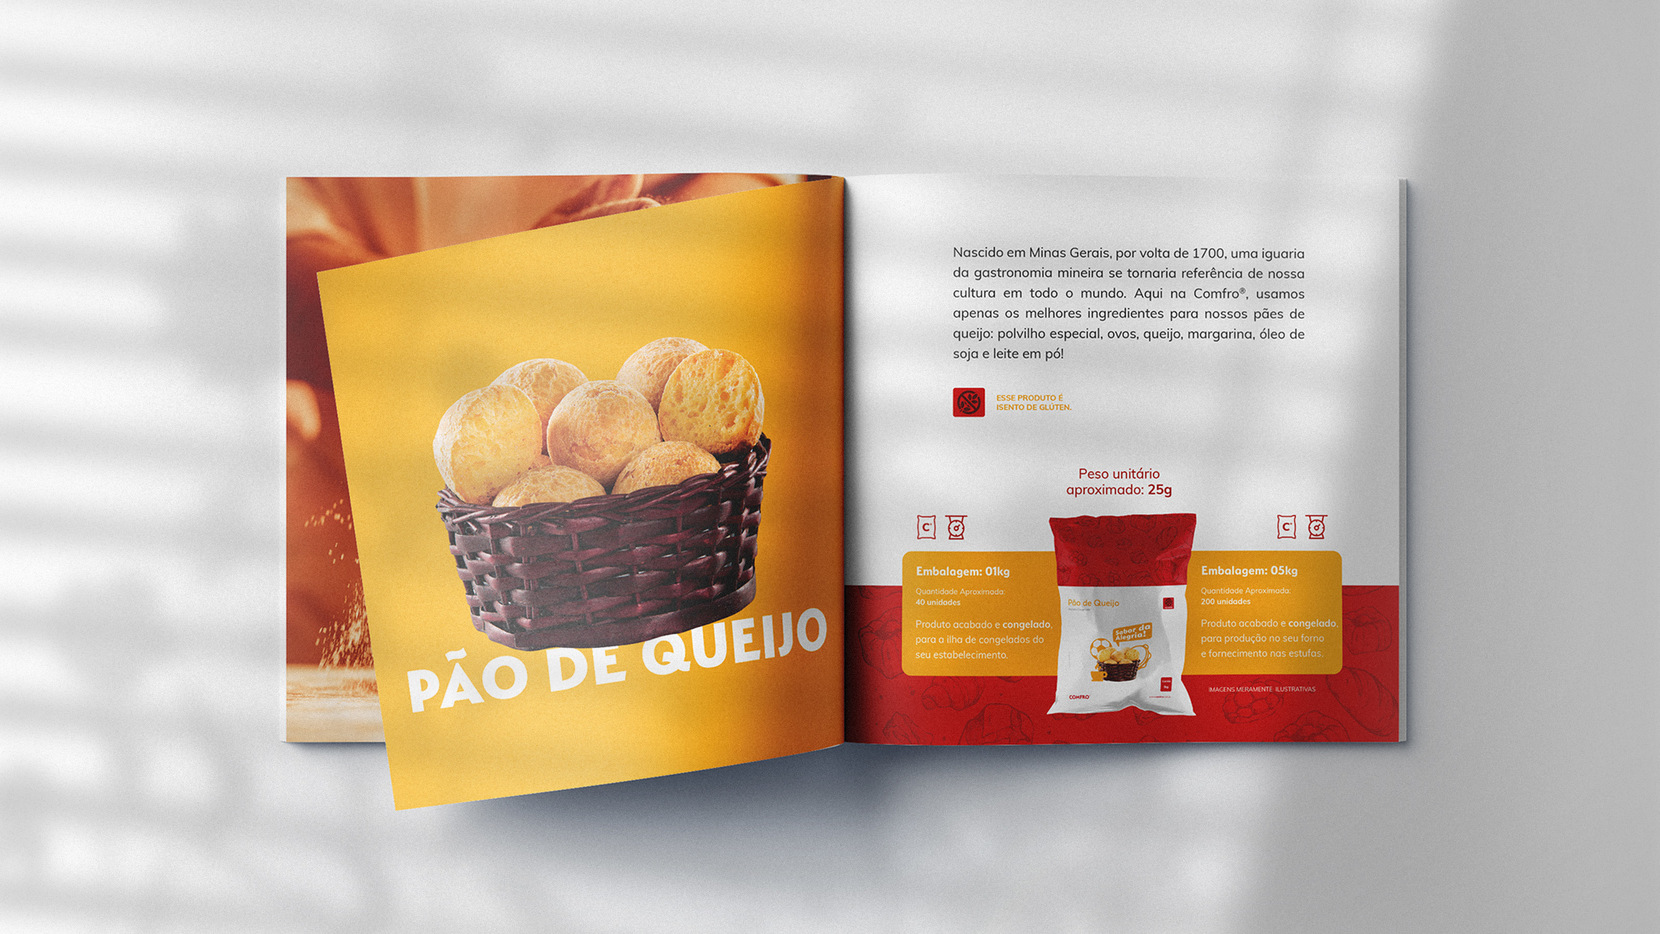 PÃO DE QUEIJO
Nascido em Minas Gerais, por volta de 1700, uma iguaria
da gastronomia mineira se tornaria referência de nossa
cultura em todo o mundo. Aqui na Comfro®, usamos
apenas os melhores ingredientes para nossos pães de
queijo: polvilho especial, ovos, queijo, margarina, óleo de
soja e leite em pó!
ESSE PRODUTO É
ISENTO DE GLÚTEN.
Peso unitário
aproximado: 25g
Embalagem: 01kg
Quantidade Aproximada:
40 unidades
Produto acabado e congelado,
para a ilha de congelados do
seu estabelecimento.
Pão de Queijo
Sabor da
Alegria!
COMFRO
Embalagem: 05kg
Quantidade Aproximada:
200 unidades
Produto acabado e congelado,
para produção no seu forno
e fornecimento nas estufas.
IMAGENS MERAMENTE ILUSTRATIVAS